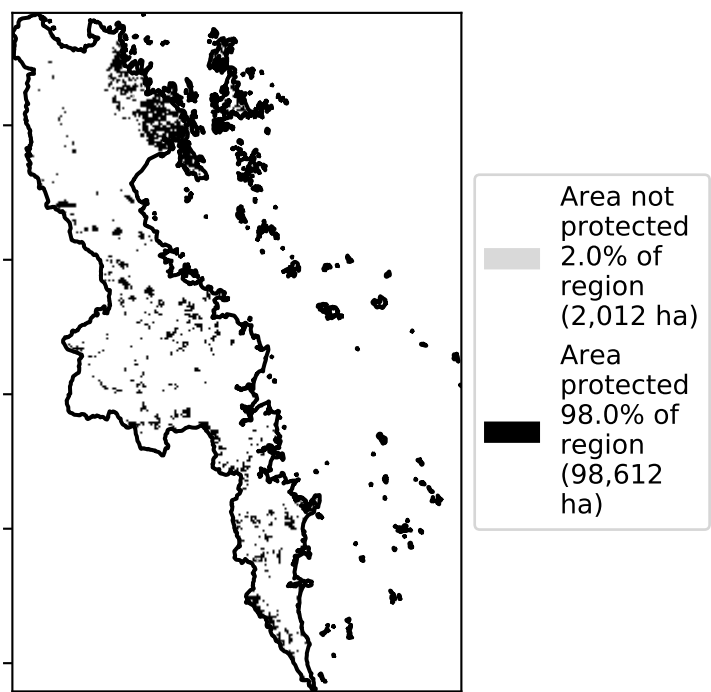 Area not
protected
2.0% of
region
(2,012 ha)
Area
protected
98.0% of
region
(98,612
ha)